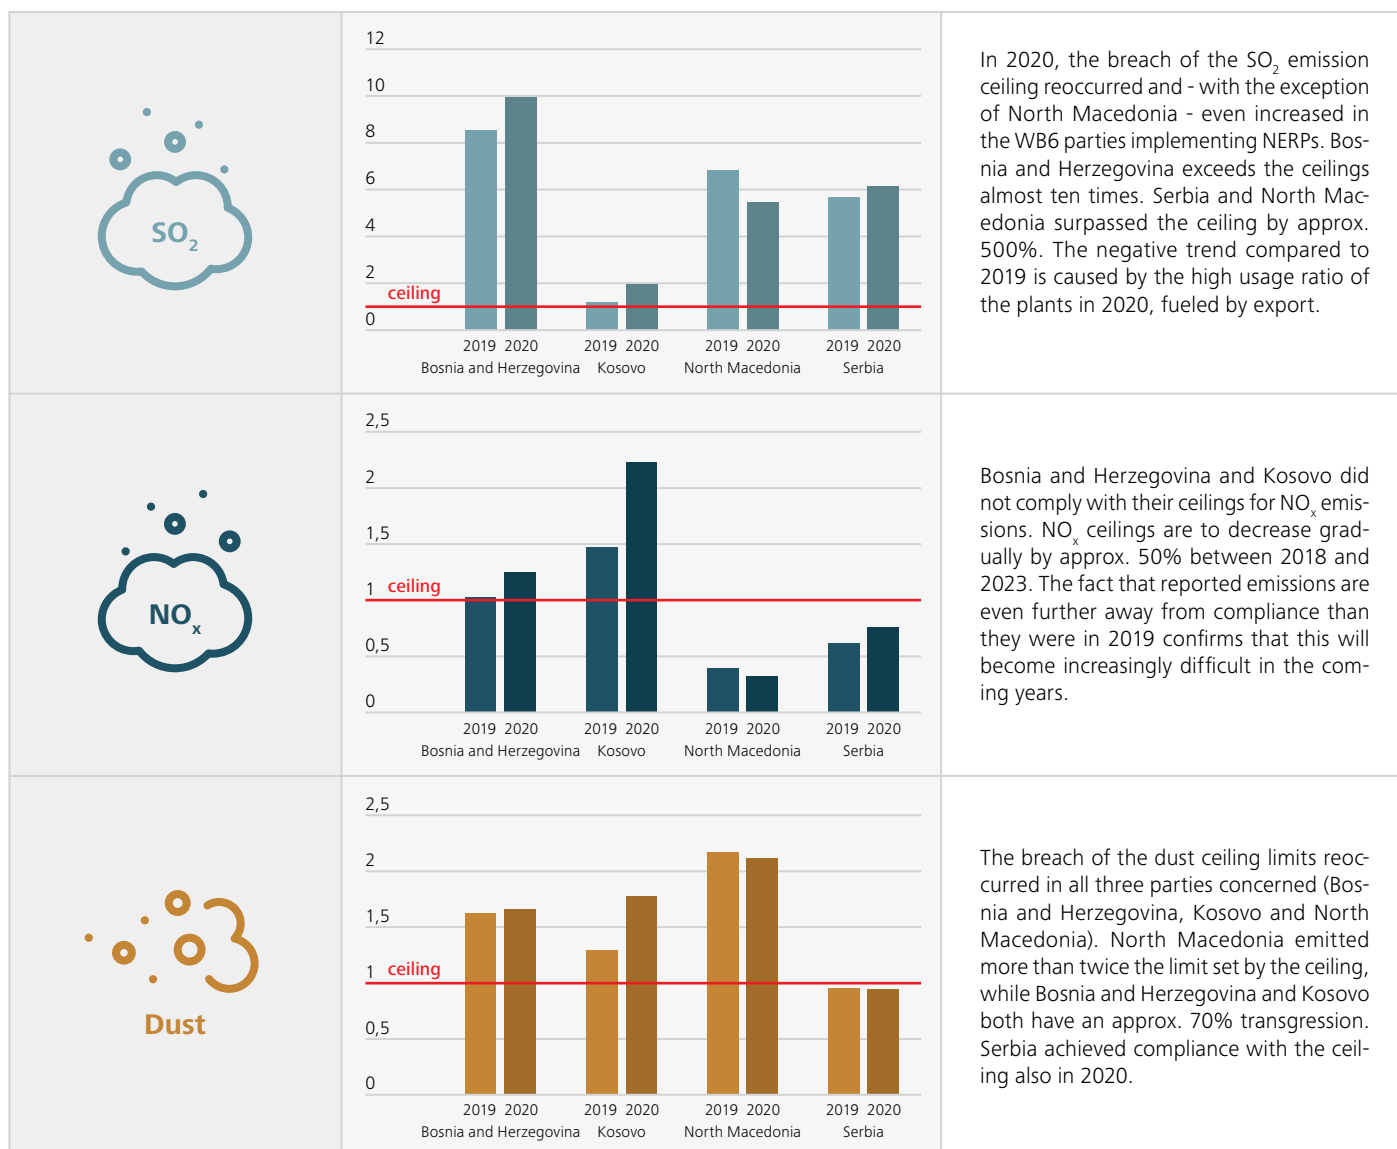 SO2
12
10
8
6
4
2
0
ceiling
2019 2020 2019 2020 2019 2020 2019 2020
Bosnia and Herzegovina Kosovo North Macedonia Serbia
In 2020, the breach of the SO2 emission
ceiling reoccurred and - with the exception
of North Macedonia - even increased in
the WB6 parties implementing NERPs. Bos-
nia and Herzegovina exceeds the ceilings
almost ten times. Serbia and North Mac-
edonia surpassed the ceiling by approx.
500%. The negative trend compared to
2019 is caused by the high usage ratio of
the plants in 2020, fueled by export.
NOx
2,5
2
1,5
1
0,5
0
ceiling
2019 2020 2019 2020 2019 2020 2019 2020
Bosnia and Herzegovina Kosovo North Macedonia Serbia
Bosnia and Herzegovina and Kosovo did
not comply with their ceilings for NOx emis-
sions. NOx ceilings are to decrease grad-
ually by approx. 50% between 2018 and
2023. The fact that reported emissions are
even further away from compliance than
they were in 2019 confirms that this will
become increasingly difficult in the com-
ing years.
Dust
2,5
2
1,5
1
0,5
0
ceiling
2019 2020 2019 2020 2019 2020 2019 2020
Bosnia and Herzegovina Kosovo North Macedonia Serbia
The breach of the dust ceiling limits reoc-
curred in all three parties concerned (Bos-
nia and Herzegovina, Kosovo and North
Macedonia). North Macedonia emitted
more than twice the limit set by the ceiling,
while Bosnia and Herzegovina and Kosovo
both have an approx. 70% transgression.
Serbia achieved compliance with the ceil-
ing also in 2020.